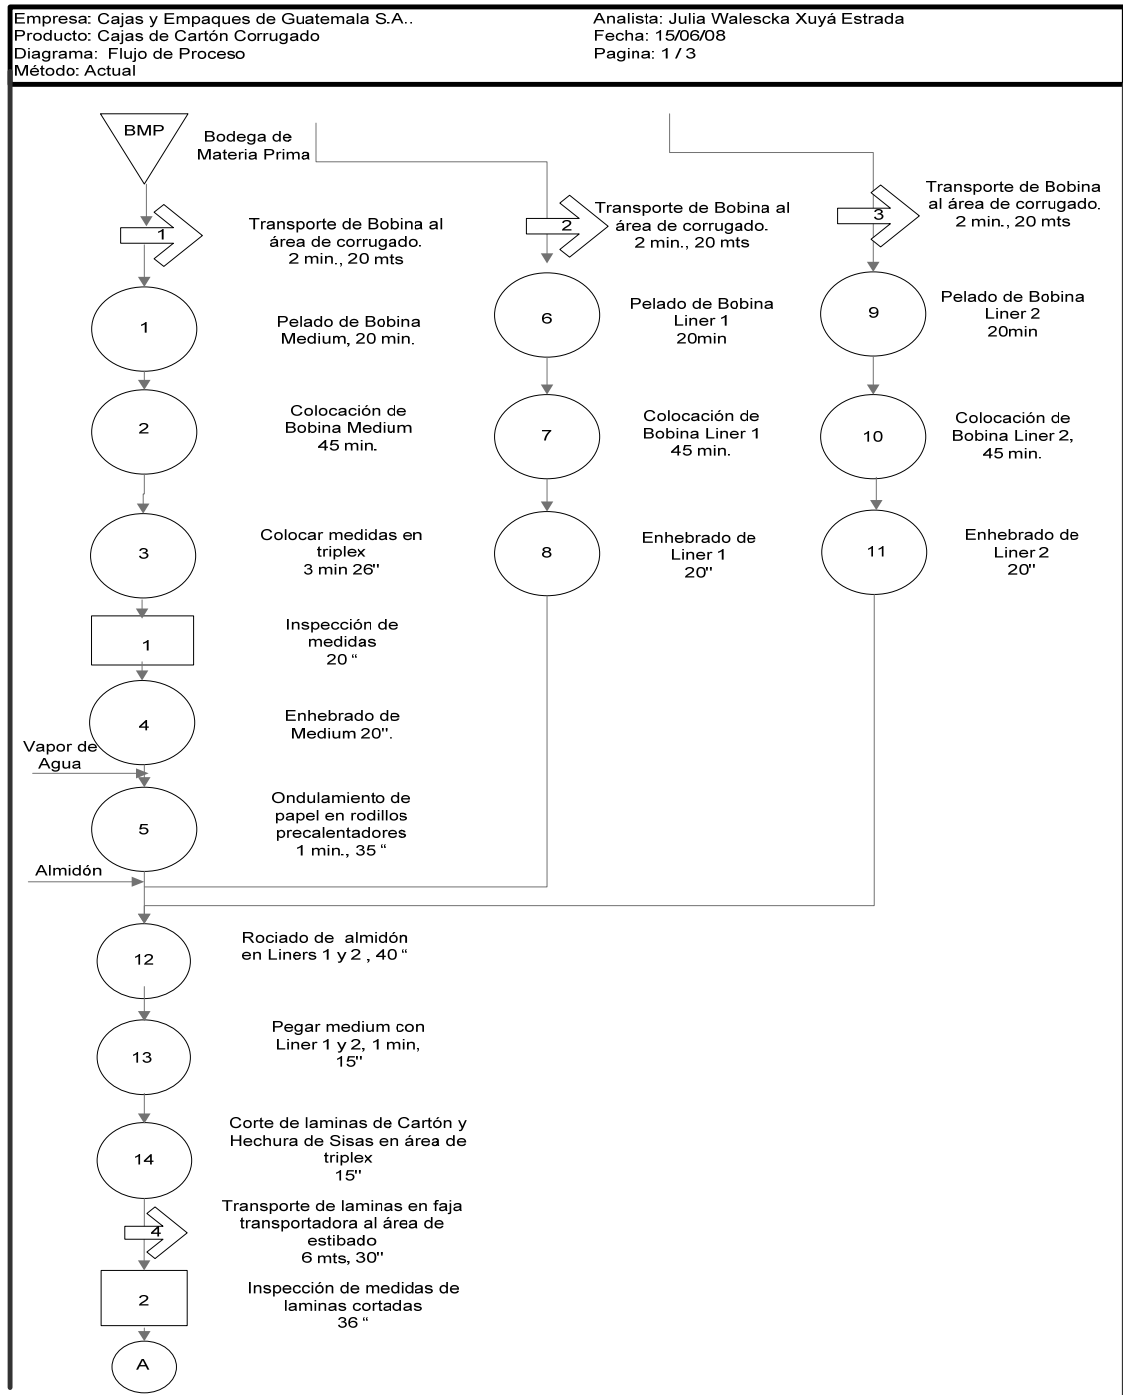 Empresa: Cajas y Empaques de Guatemala S.A..
Producto: Cajas de Cartón Corrugado
Diagrama: Flujo de Proceso
Método: Actual
Analista: Julia Walescka Xuyá Estrada
Fecha: 15/06/08
Pagina: 1 / 3
BMP
Bodega de
Materia Prima
1
Transporte de Bobina al
área de corrugado.
2 min., 20 mts
2
Transporte de Bobina al
área de corrugado.
2 min., 20 mts
3
Transporte de Bobina
al área de corrugado.
2 min., 20 mts
1
Pelado de Bobina
Medium, 20 min.
6
Pelado de Bobina
Liner 1
20min
9
Pelado de Bobina
Liner 2
20min
2
Colocación de
Bobina Medium
45 min.
7
Colocación de
Bobina Liner 1
45 min.
10
Colocación de
Bobina Liner 2,
45 min.
3
Colocar medidas en
triplex
3 min 26"
8
Enhebrado de
Liner 1
20"
11
Enhebrado de
Liner 2
20"
1
Inspección de
medidas
20 “
4
Enhebrado de
Medium 20".
Vapor de
Agua
5
Ondulamiento de
papel en rodillos
precalentadores
1 min., 35 “
Almidón
12
Rociado de almidón
en Liners 1 y 2 , 40 “
13
Pegar medium con
Liner 1 y 2, 1 min,
15"
14
Corte de laminas de Cartón y
Hechura de Sisas en área de
triplex
15"
4
Transporte de laminas en faja
transportadora al área de
estibado
6 mts, 30"
2
Inspección de medidas de
laminas cortadas
36 “
A